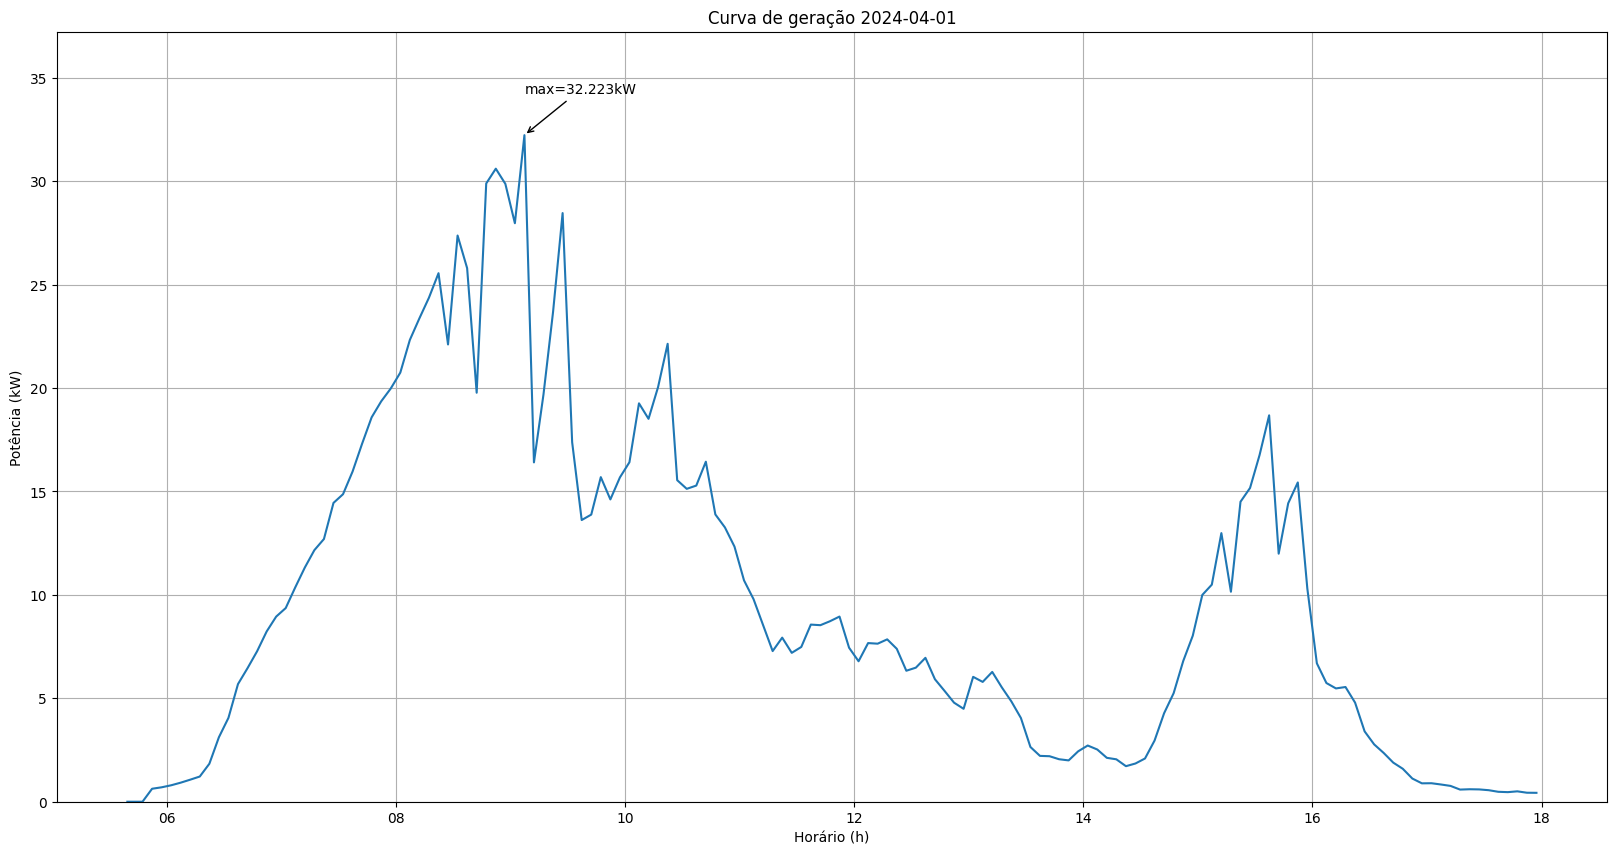 Curva de geração 2024-04-01
max=32.223kW
Potência (kW)
35
30
25
20
15
10
5
0
06 08 10 12 14 16 18
Horário (h)